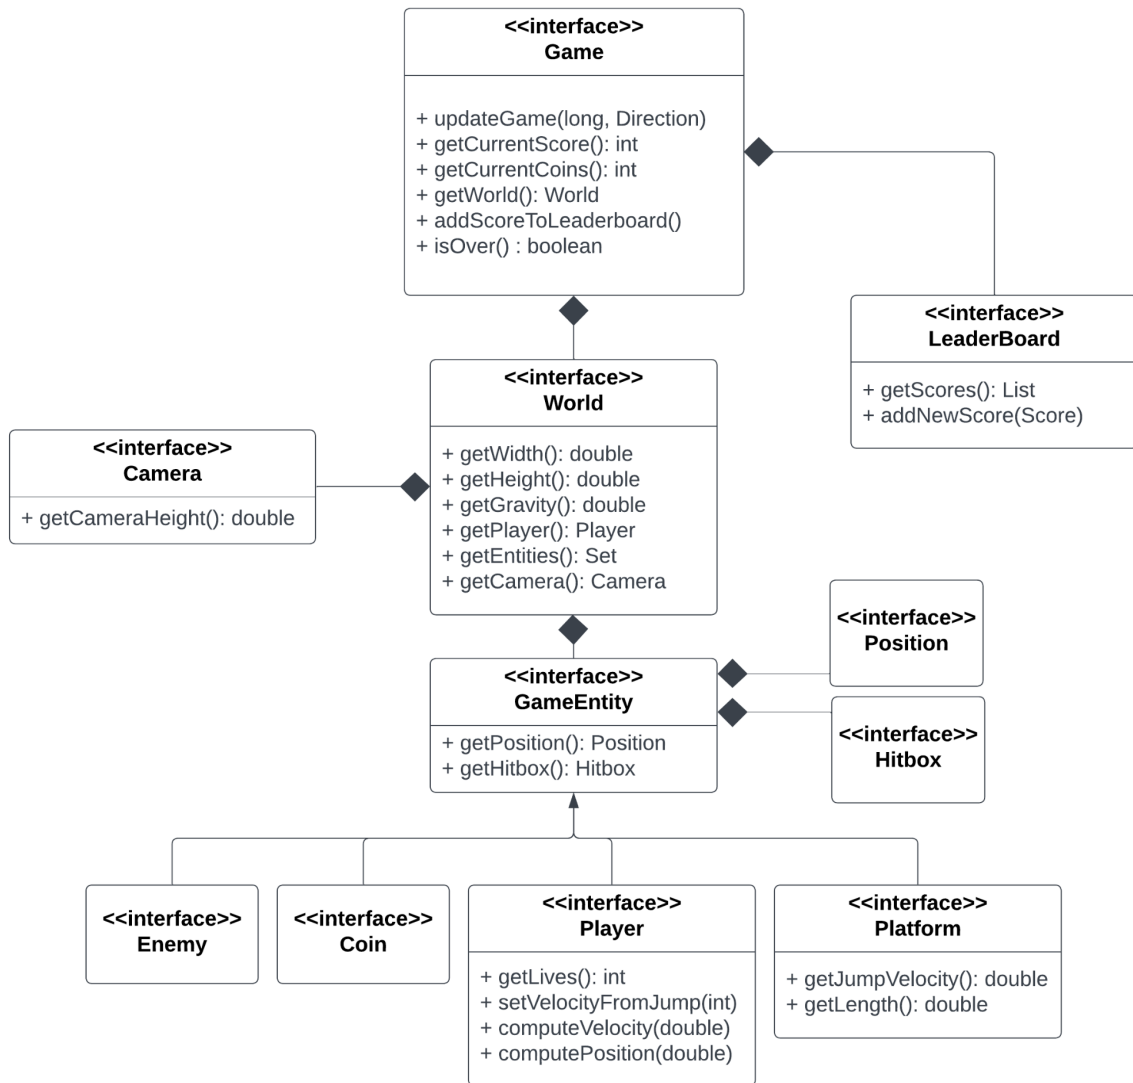 <<interface>>
Game
+ updateGame(long, Direction)
+ getCurrentScore(): int
+ getCurrentCoins(): int
+ getWorld(): World
+ addScoreToLeaderboard()
+ isOver() : boolean
<<interface>>
LeaderBoard
+ getScores(): List
+ addNewScore(Score)
<<interface>>
World
+ getWidth(): double
+ getHeight(): double
+ getGravity(): double
+ getPlayer(): Player
+ getEntities(): Set
+ getCamera(): Camera
<<interface>>
Camera
+ getCameraHeight(): double
<<interface>>
Position
<<interface>>
GameEntity
+ getPosition(): Position
+ getHitbox(): Hitbox
<<interface>>
Hitbox
<<interface>>
Enemy
<<interface>>
Coin
<<interface>>
Player
+ getLives(): int
+ setVelocityFromJump(int)
+ computeVelocity(double)
+ computePosition(double)
<<interface>>
Platform
+ getJumpVelocity(): double
+ getLength(): double